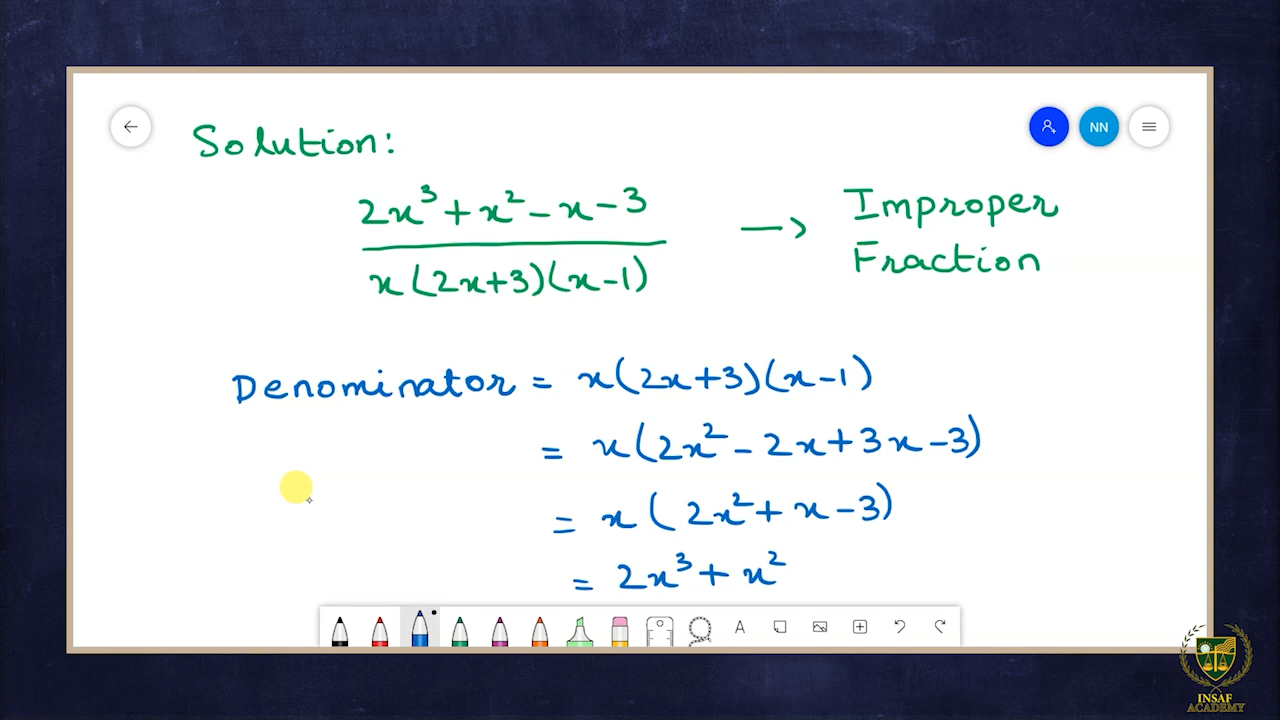 Solution:
2x³ + x² - x - 3
x(2x+3)(x-1)
→ Improper
Fraction
NN
Denominator = x(2x+3)(x-1)
= x(2x² - 2x + 3x - 3)
= x(2x² + x - 3)
= 2x³ + x²
A
INSAF
ACADEMY